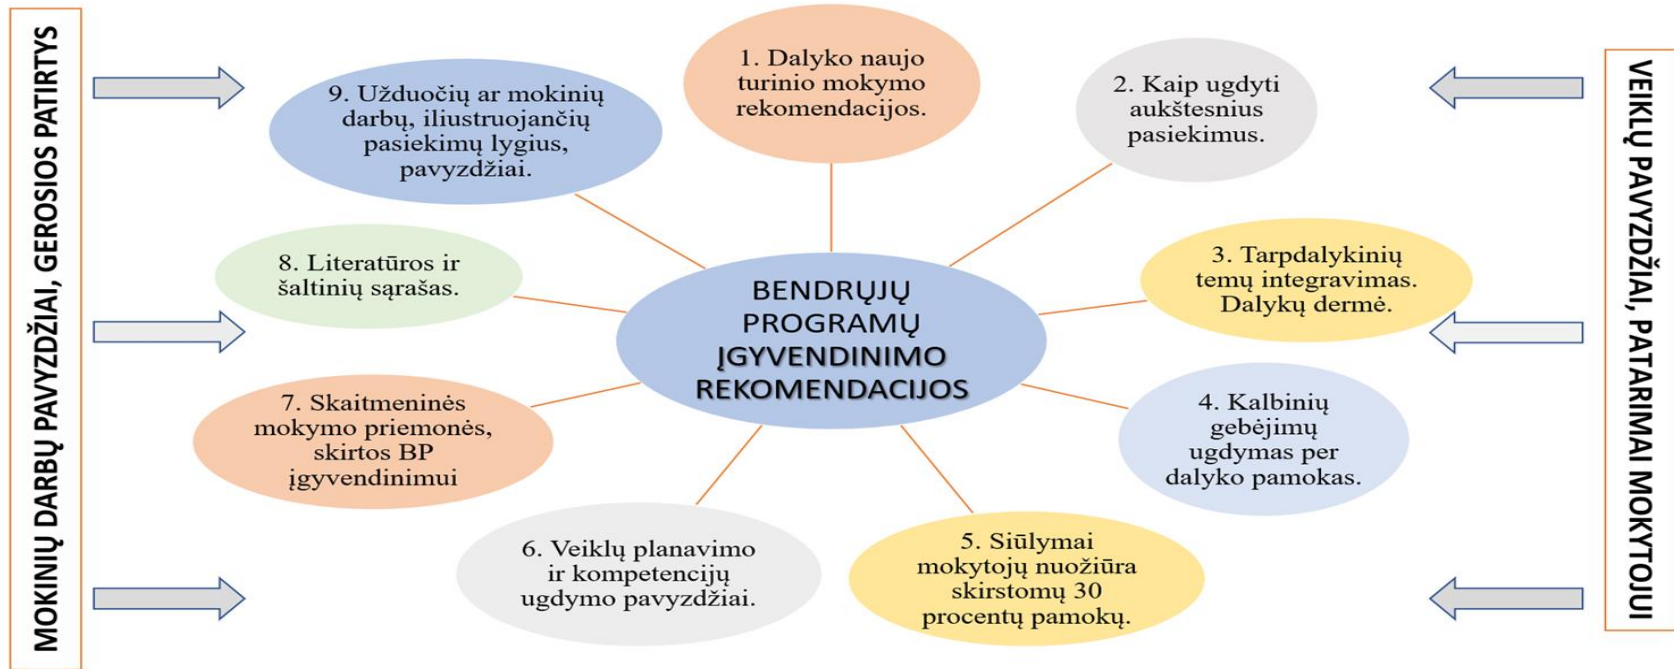 MOKINIŲ DARBŲ PAVYZDŽIAI, GEROSIOS PATIRTYS
1. Dalyko naujo
turinio mokymo
rekomendacijos.
2. Kaip ugdyti
aukštesnius
pasiekimus.
3. Tarpdalykinių
temų integravimas.
Dalykų dermė.
4. Kalbinių
gebėjimų
ugdymas per
dalyko pamokas.
5. Siūlymai
mokytojų nuožiūra
skirstomų 30
procentų pamokų.
6. Veiklų planavimo
ir kompetencijų
ugdymo pavyzdžiai.
7. Skaitmeninės
mokymo priemonės,
skirtos BP
įgyvendinimui
8. Literatūros ir
šaltinių sąrašas.
9. Užduočių ar mokinių
darbų, iliustruojančių
pasiekimų lygius,
pavyzdžiai.
BENDRŲJŲ
PROGRAMŲ
ĮGYVENDINIMO
REKOMENDACIJOS
VEIKLŲ PAVYZDŽIAI, PATARIMAI MOKYTOJUI